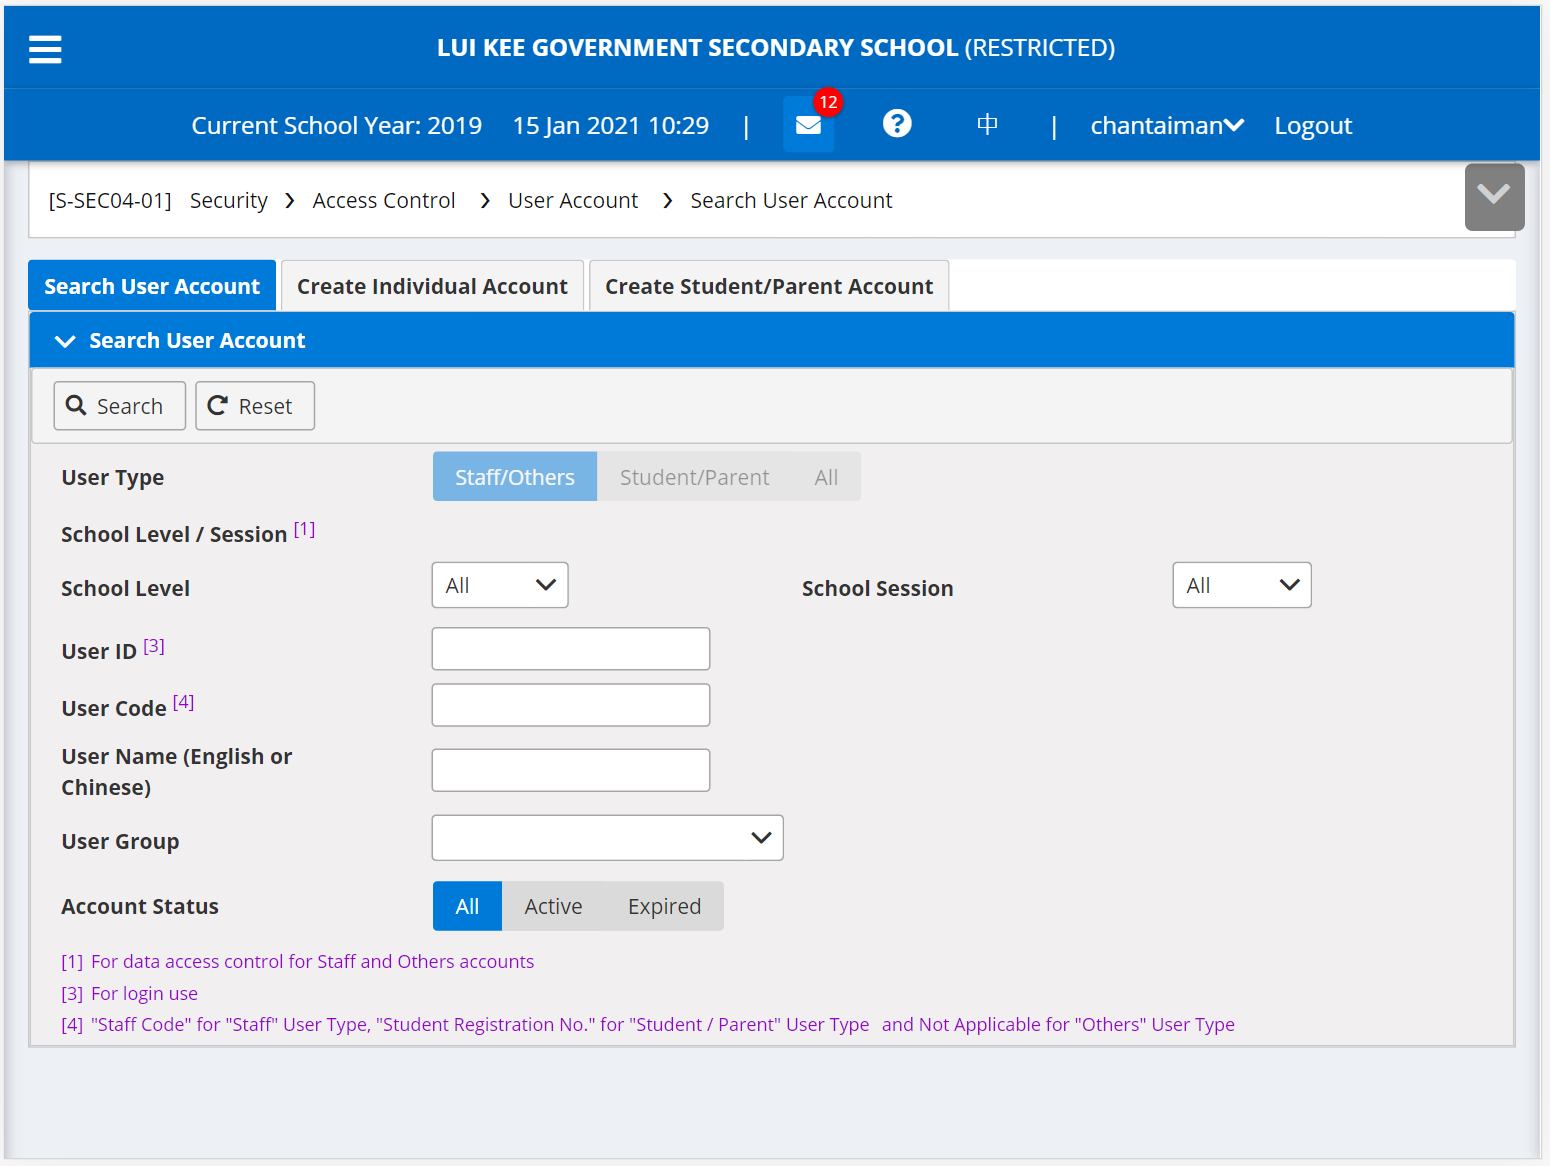 LUI KEE GOVERNMENT SECONDARY SCHOOL (RESTRICTED)
Current School Year: 2019 15 Jan 2021 10:29 | 12 ? 中 | chantaiman Logout
[S-SEC04-01] Security > Access Control > User Account > Search User Account
Search User Account Create Individual Account Create Student/Parent Account
Search User Account
Search Reset
User Type Staff/Others Student/Parent All
School Level / Session [1]
School Level All School Session All
User ID [3]
User Code [4]
User Name (English or
Chinese)
User Group
Account Status All Active Expired
[1] For data access control for Staff and Others accounts
[3] For login use
[4] "Staff Code" for "Staff" User Type, "Student Registration No." for "Student / Parent" User Type and Not Applicable for "Others" User Type